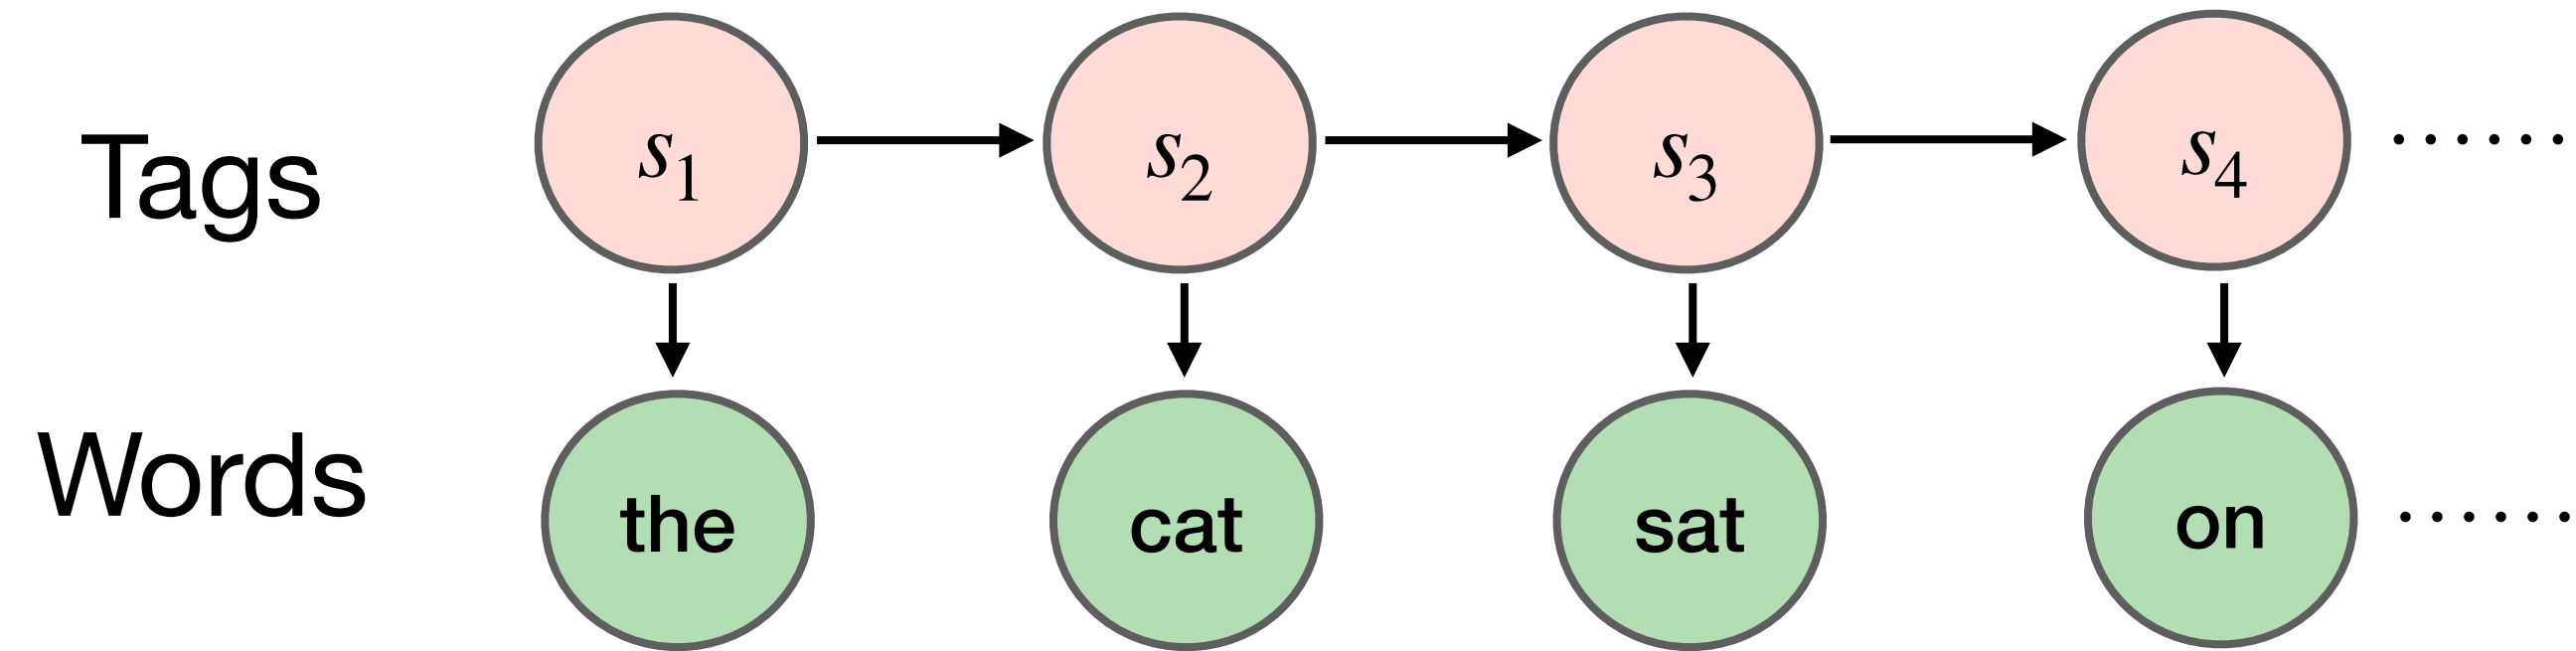 Tags s₁ s₂ s₃ s₄ ......
Words the cat sat on ......